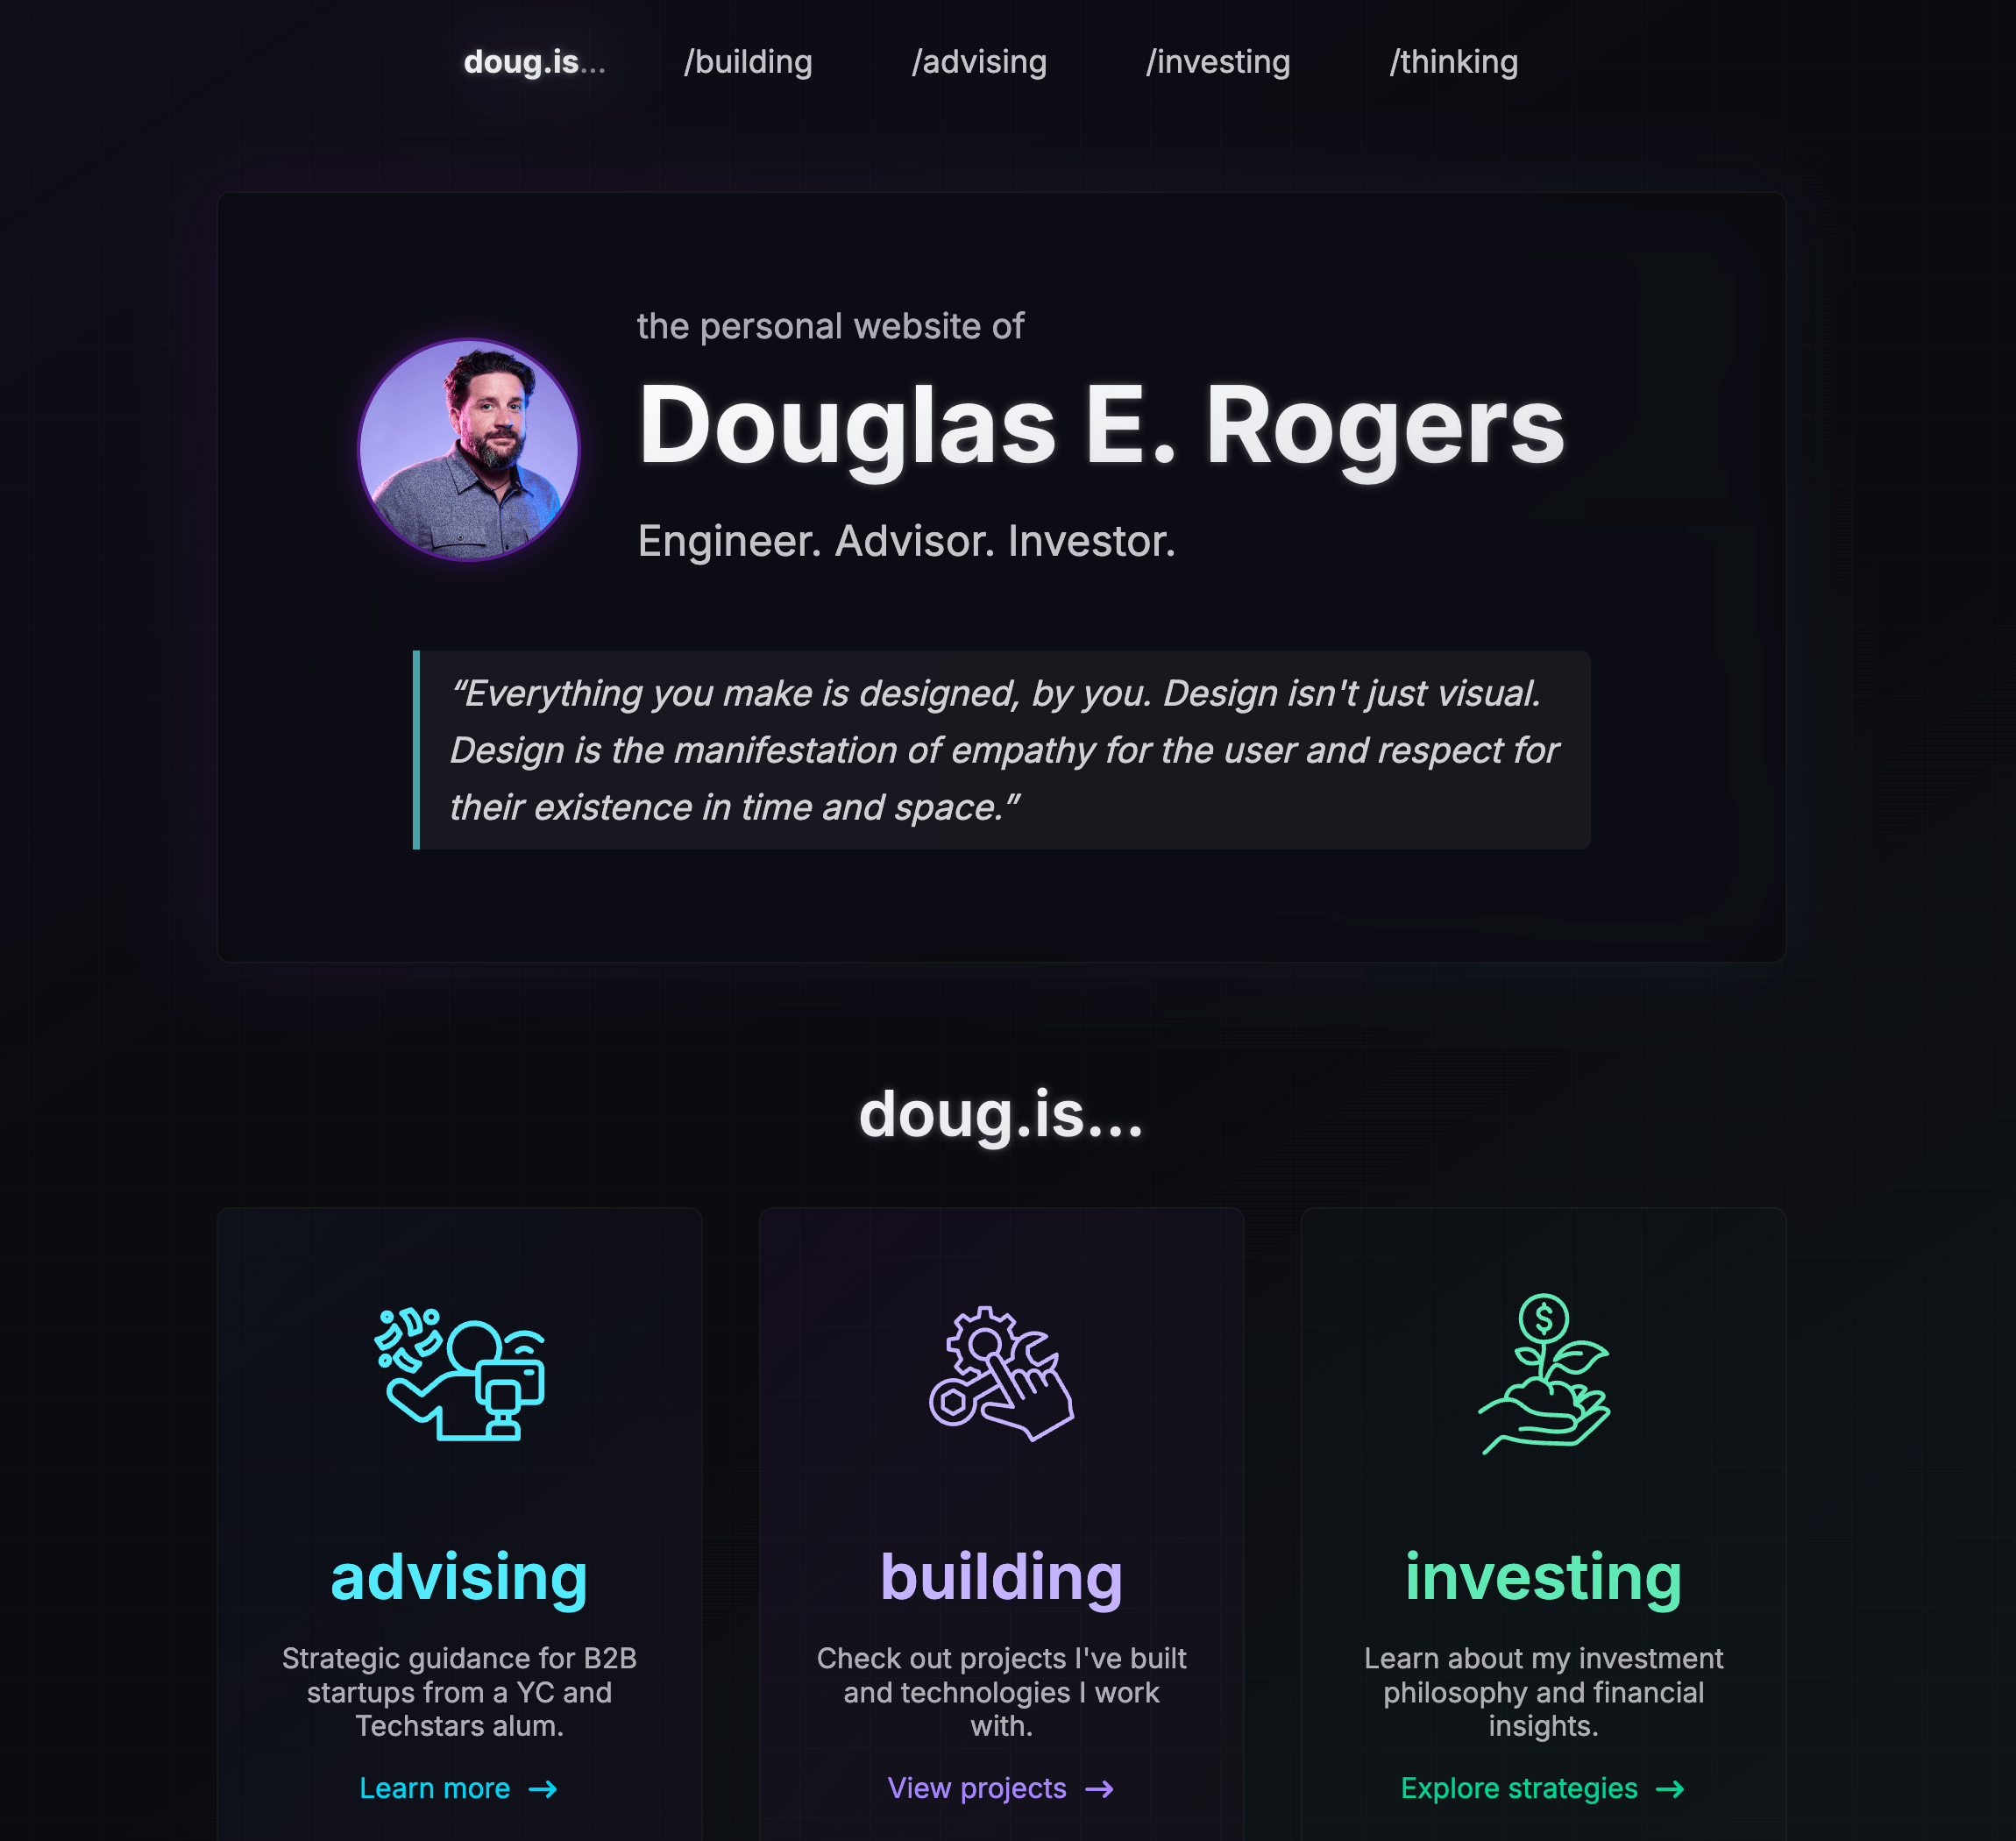 doug.is...
/building
/advising
/investing
/thinking
the personal website of
Douglas E. Rogers
Engineer. Advisor. Investor.
“Everything you make is designed, by you. Design isn't just visual.
Design is the manifestation of empathy for the user and respect for
their existence in time and space.”
doug.is...
$
advising
Strategic guidance for B2B
startups from a YC and
Techstars alum.
Learn more →
building
Check out projects I've built
and technologies I work
with.
View projects →
investing
Learn about my investment
philosophy and financial
insights.
Explore strategies →